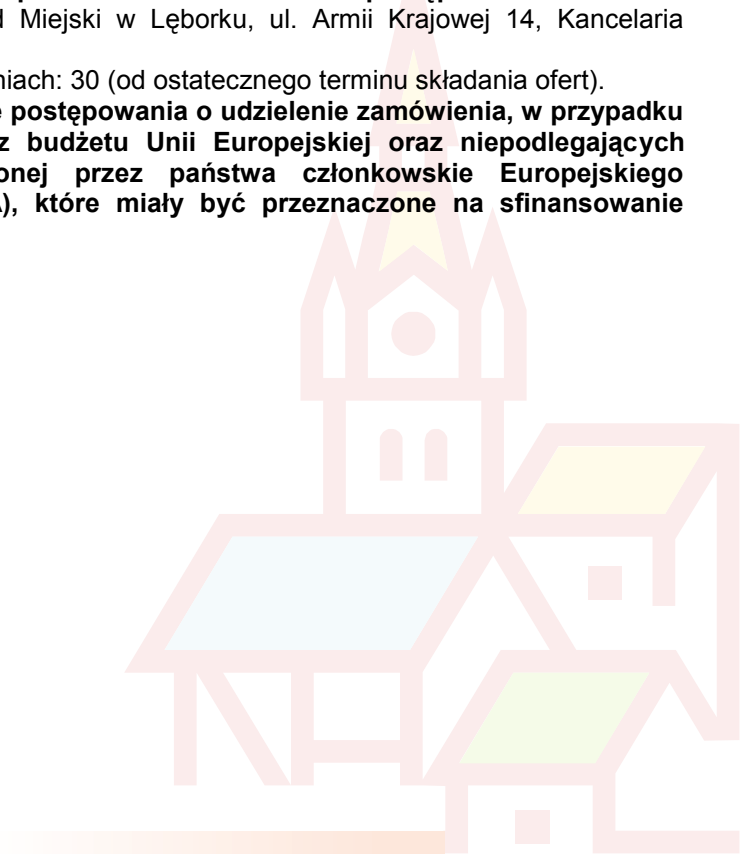 d Miejski w Lęborku, ul. Armii Krajowej 14, Kancelaria
niach: 30 (od ostatecznego terminu składania ofert).
e postępowania o udzielenie zamówienia, w przypadku
z budżetu Unii Europejskiej oraz niepodlegających
onej przez państwa członkowskie Europejskiego
A), które miały być przeznaczone na sfinansowanie